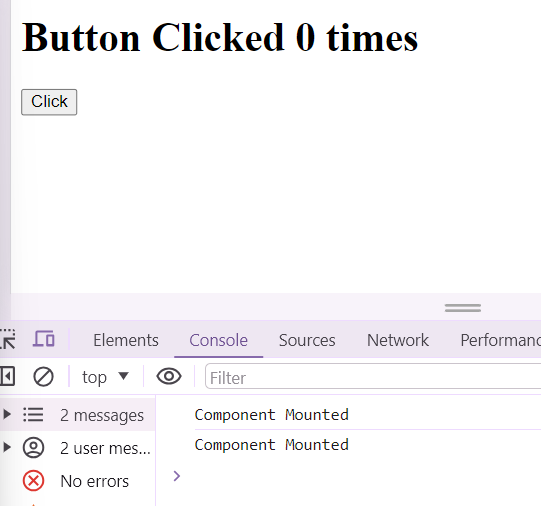 Button Clicked 0 times
Click
Elements Console Sources Network Performanc
top Filter
2 messages
Component Mounted
2 user mes...
Component Mounted
No errors